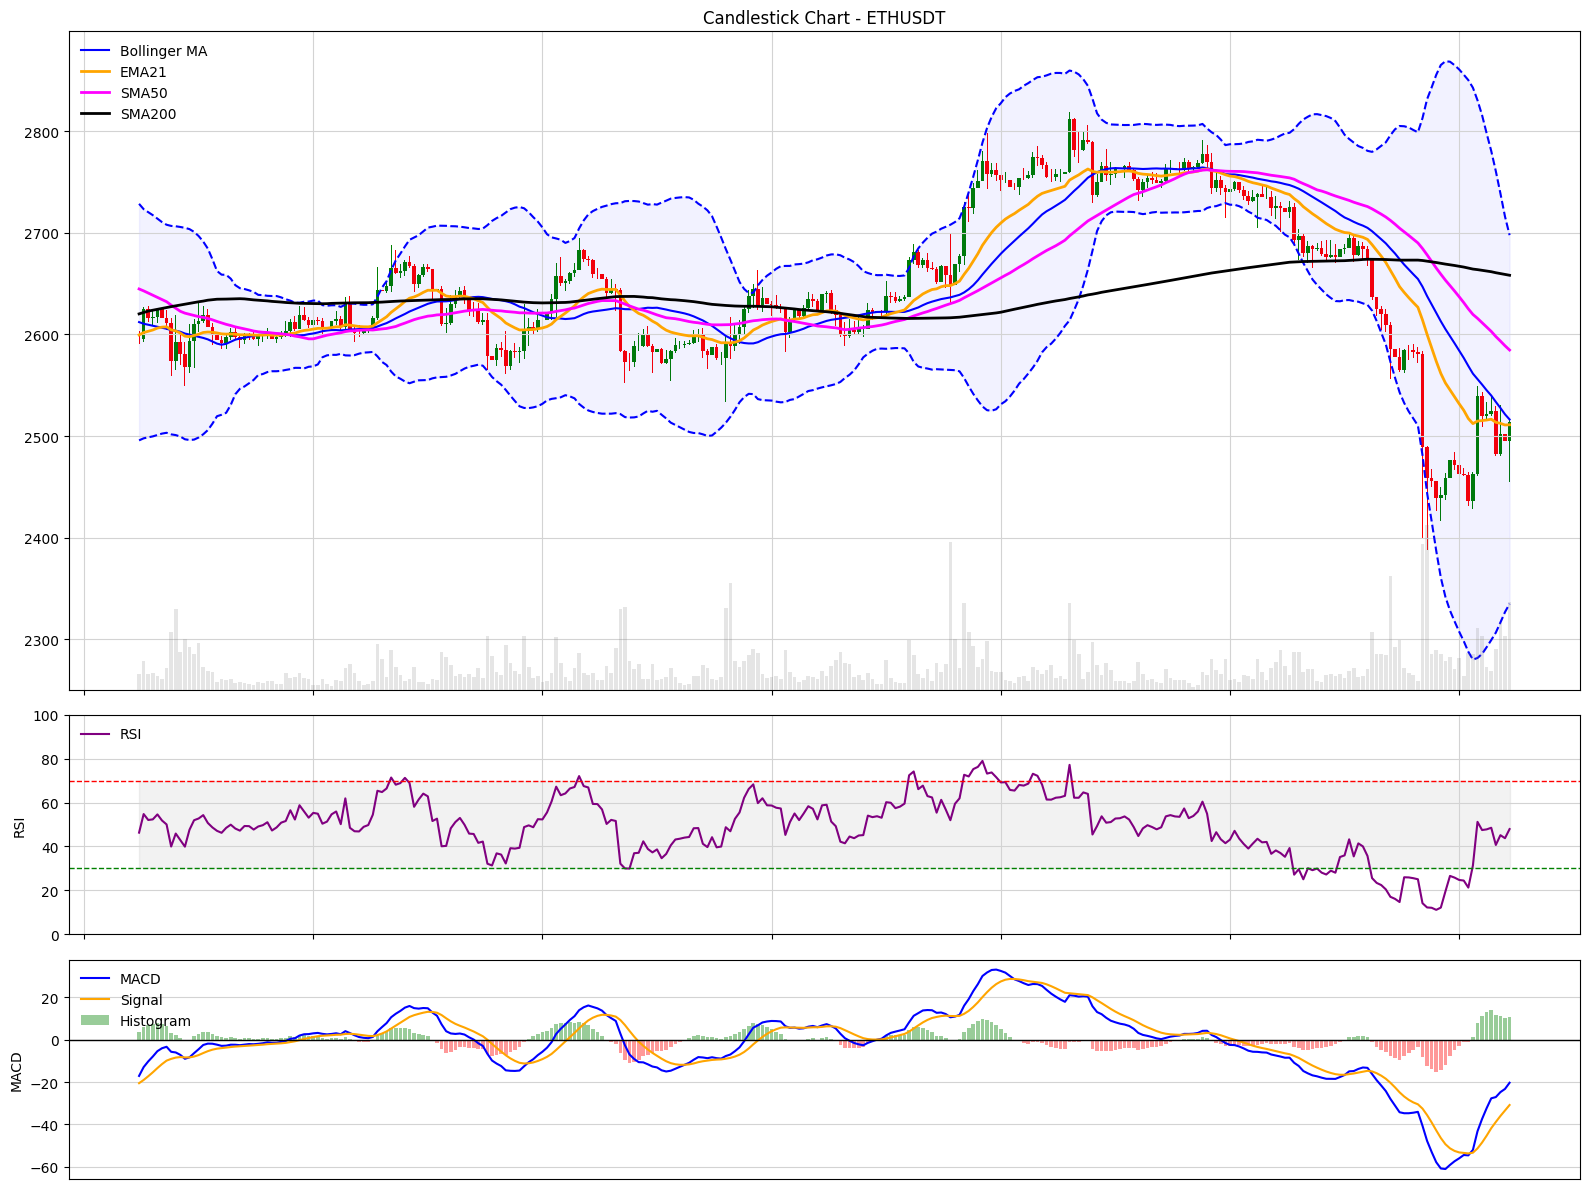 Candlestick Chart - ETHUSDT
Bollinger MA
EMA21
SMA50
SMA200
2800
2700
2600
2500
2400
2300
100
RSI
80
60
RSI
40
20
0
MACD
20
Signal
Histogram
0
MACD
−20
−40
−60